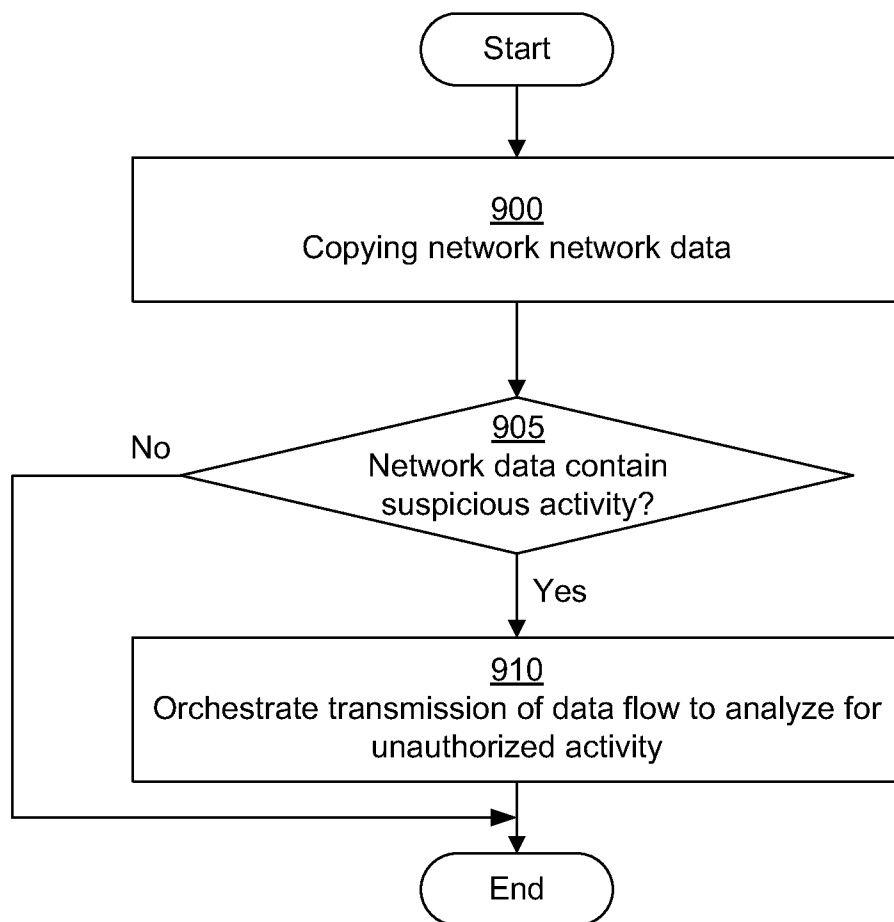 Start
900
Copying network network data
905
No
Network data contain
suspicious activity?
Yes
910
Orchestrate transmission of data flow to analyze for
unauthorized activity
End